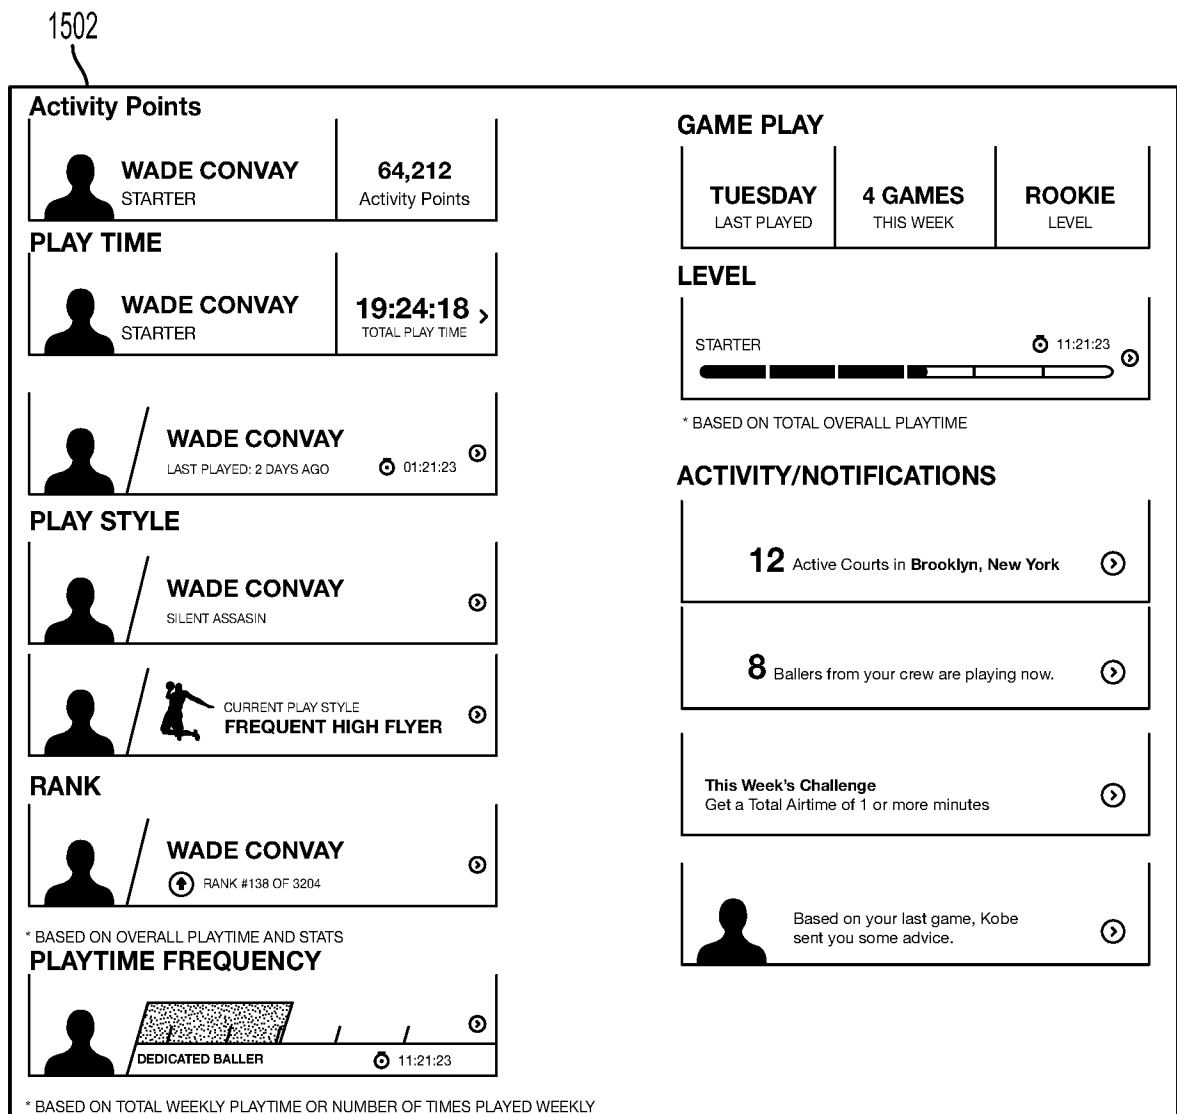 1502
Activity Points
WADE CONVAY
STARTER
64,212
Activity Points
PLAY TIME
WADE CONVAY
STARTER
19:24:18
TOTAL PLAY TIME
WADE CONVAY
LAST PLAYED: 2 DAYS AGO
01:21:23
PLAY STYLE
WADE CONVAY
SILENT ASSASIN
CURRENT PLAY STYLE
FREQUENT HIGH FLYER
RANK
WADE CONVAY
RANK #138 OF 3204
* BASED ON OVERALL PLAYTIME AND STATS
PLAYTIME FREQUENCY
DEDICATED BALLER
11:21:23
* BASED ON TOTAL WEEKLY PLAYTIME OR NUMBER OF TIMES PLAYED WEEKLY
GAME PLAY
TUESDAY
LAST PLAYED
4 GAMES
THIS WEEK
ROOKIE
LEVEL
LEVEL
STARTER
11:21:23
* BASED ON TOTAL OVERALL PLAYTIME
ACTIVITY/NOTIFICATIONS
12 Active Courts in Brooklyn, New York
8 Ballers from your crew are playing now.
This Week's Challenge
Get a Total Airtime of 1 or more minutes
Based on your last game, Kobe
sent you some advice.